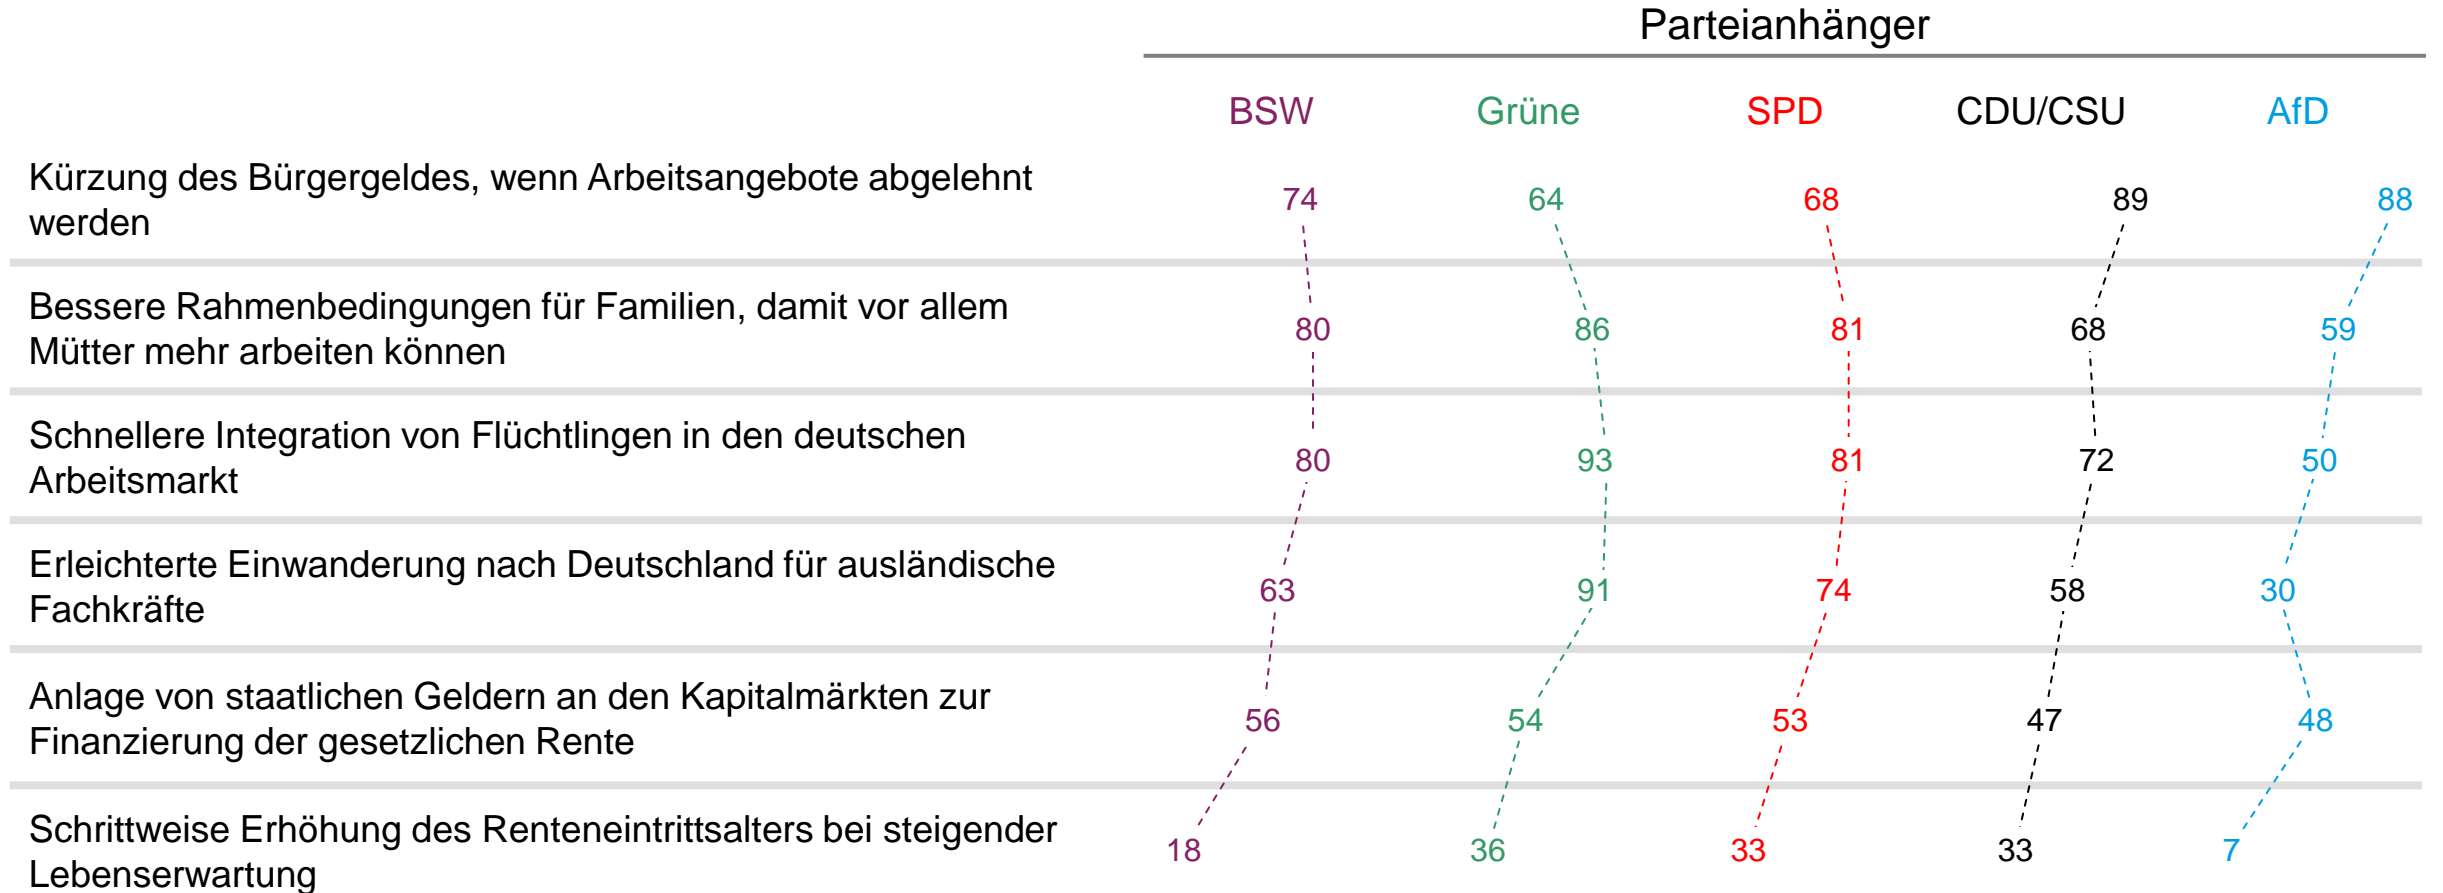 Parteianhänger
BSW Grüne SPD CDU/CSU AfD
Kürzung des Bürgergeldes, wenn Arbeitsangebote abgelehnt
werden
74 64 68 89 88
Bessere Rahmenbedingungen für Familien, damit vor allem
Mütter mehr arbeiten können
80 86 81 68 59
Schnellere Integration von Flüchtlingen in den deutschen
Arbeitsmarkt
80 93 81 72 50
Erleichterte Einwanderung nach Deutschland für ausländische
Fachkräfte
63 91 74 58 30
Anlage von staatlichen Geldern an den Kapitalmärkten zur
Finanzierung der gesetzlichen Rente
56 54 53 47 48
Schrittweise Erhöhung des Renteneintrittsalters bei steigender
Lebenserwartung
18 36 33 33 7